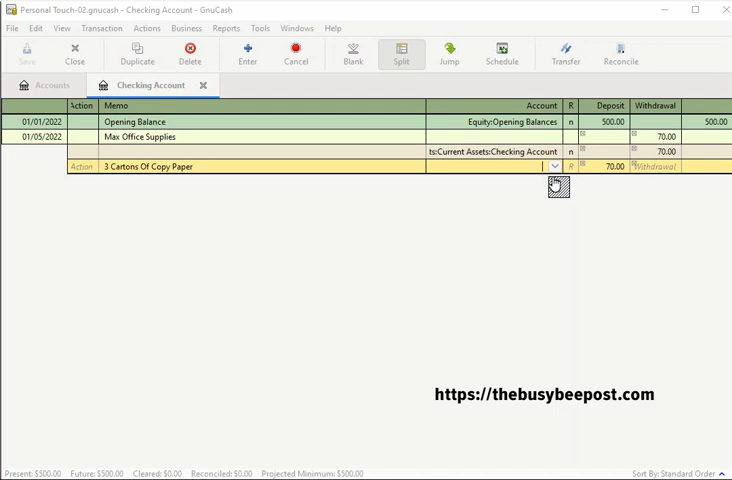 Personal Touch-02.gnucash - Checking Account - GnuCash
File Edit View Transaction Actions Business Reports Tools Windows Help
Save Close Duplicate Delete Enter Cancel Blank Split Jump Schedule Transfer Reconcile
Accounts Checking Account
Action Memo Account R Deposit Withdrawal
01/01/2022 Opening Balance Equity:Opening Balances n 500.00 500.00
01/05/2022 Max Office Supplies 70.00
ts:Current Assets:Checking Account n 70.00
Action 3 Cartons Of Copy Paper R 70.00 Withdrawal
https://thebusybeepost.com
Present: $500.00 Future: $500.00 Cleared: $0.00 Reconciled: $0.00 Projected Minimum: $500.00 Sort By: Standard Order